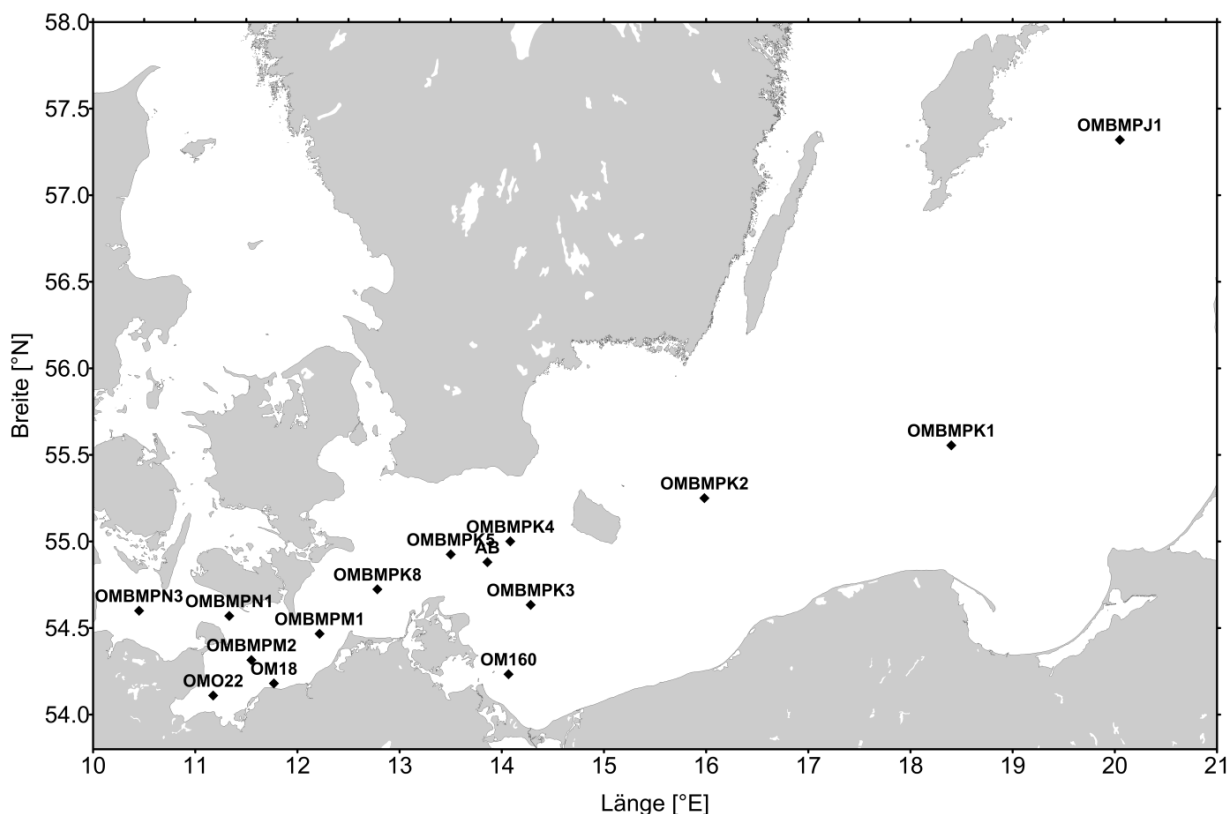 58.0
57.5
57.0
56.5
56.0
55.5
55.0
54.5
54.0
Breite [°N]
OMBMPJ1
OMBMPK1
OMBMPK2
OMBMPK4
OMBMPK5
AB
OMBMPK8
OMBMPK3
OMBMPN3
OMBMPN1
OMBMPM1
OMBMPM2
OM18
OMO22
OM160
10 11 12 13 14 15 16 17 18 19 20 21
Länge [°E]